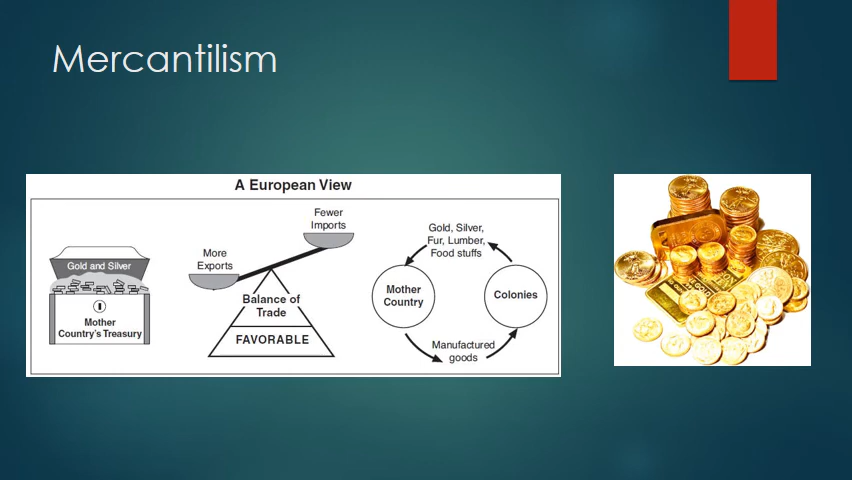 Mercantilism
A European View
Gold and Silver
Mother
Country's Treasury
More
Exports
Fewer
Imports
Balance of
Trade
FAVORABLE
Gold, Silver,
Fur, Lumber,
Food stuffs
Mother
Country
Colonies
Manufactured
goods